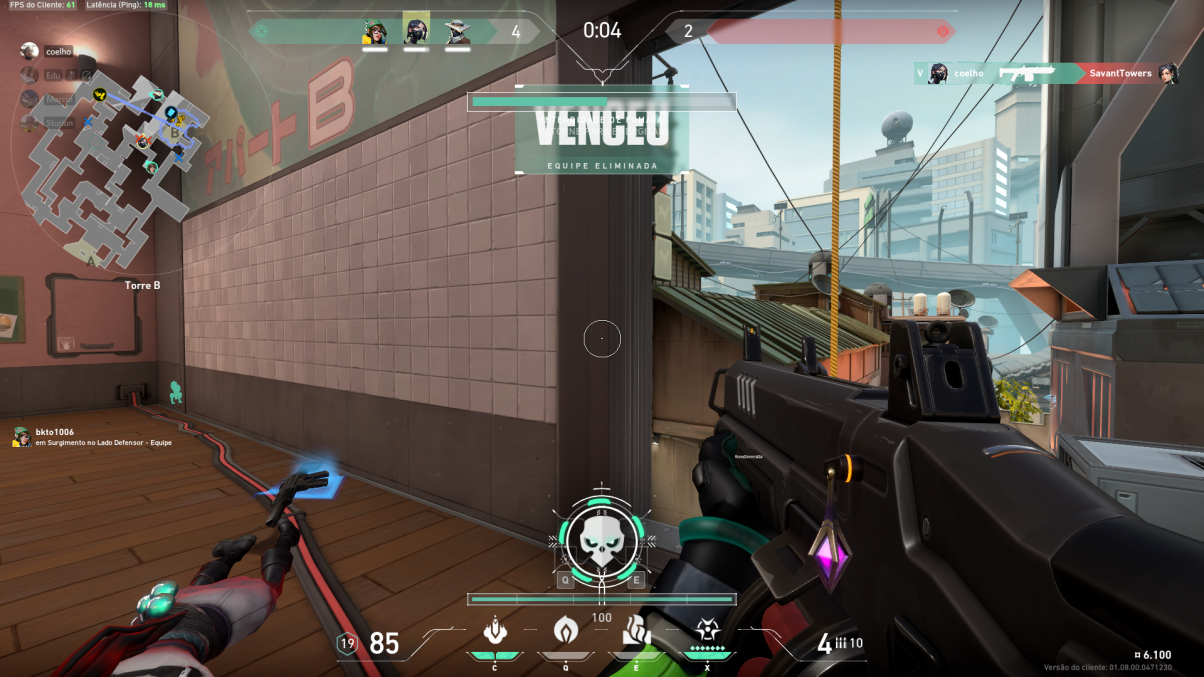 FPS do Cliente: 61 Latência (Ping): 18 ms
4 0:04 2
coelho
Edu
V coelho SavantTowers
VENCEU
EQUIPE ELIMINADA
アパートB
B
A
Torre B
bkto1006
em Surgimento no Lado Defensor - Equipe
Q E
100
19 85
C Q E X
4 10
¤ 6.100
Versão do cliente: 01.08.00.0471230